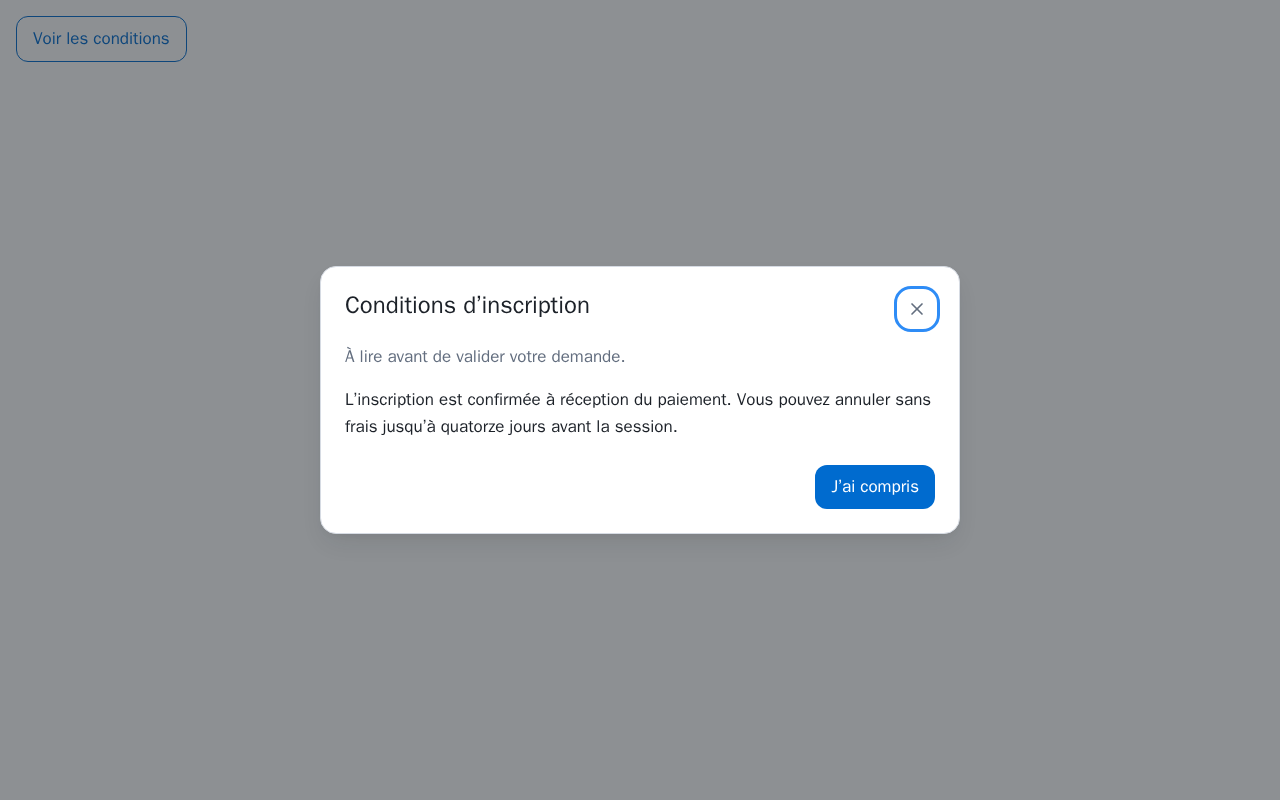 Voir les conditions
Conditions d’inscription
À lire avant de valider votre demande.
L’inscription est confirmée à réception du paiement. Vous pouvez annuler sans
frais jusqu’à quatorze jours avant la session.
J’ai compris